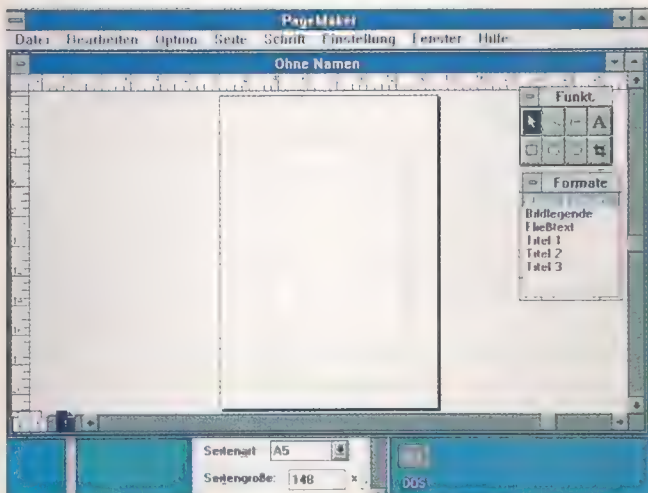 PageMaker
Datei Bearbeiten Option Seite Schrift Einstellung Fenster Hilfe
Ohne Namen
Funkt.
A
Formate
Bildlegende
Fließtext
Titel 1
Titel 2
Titel 3
Seitenart A5
Seitengröße: 148 x
DOS